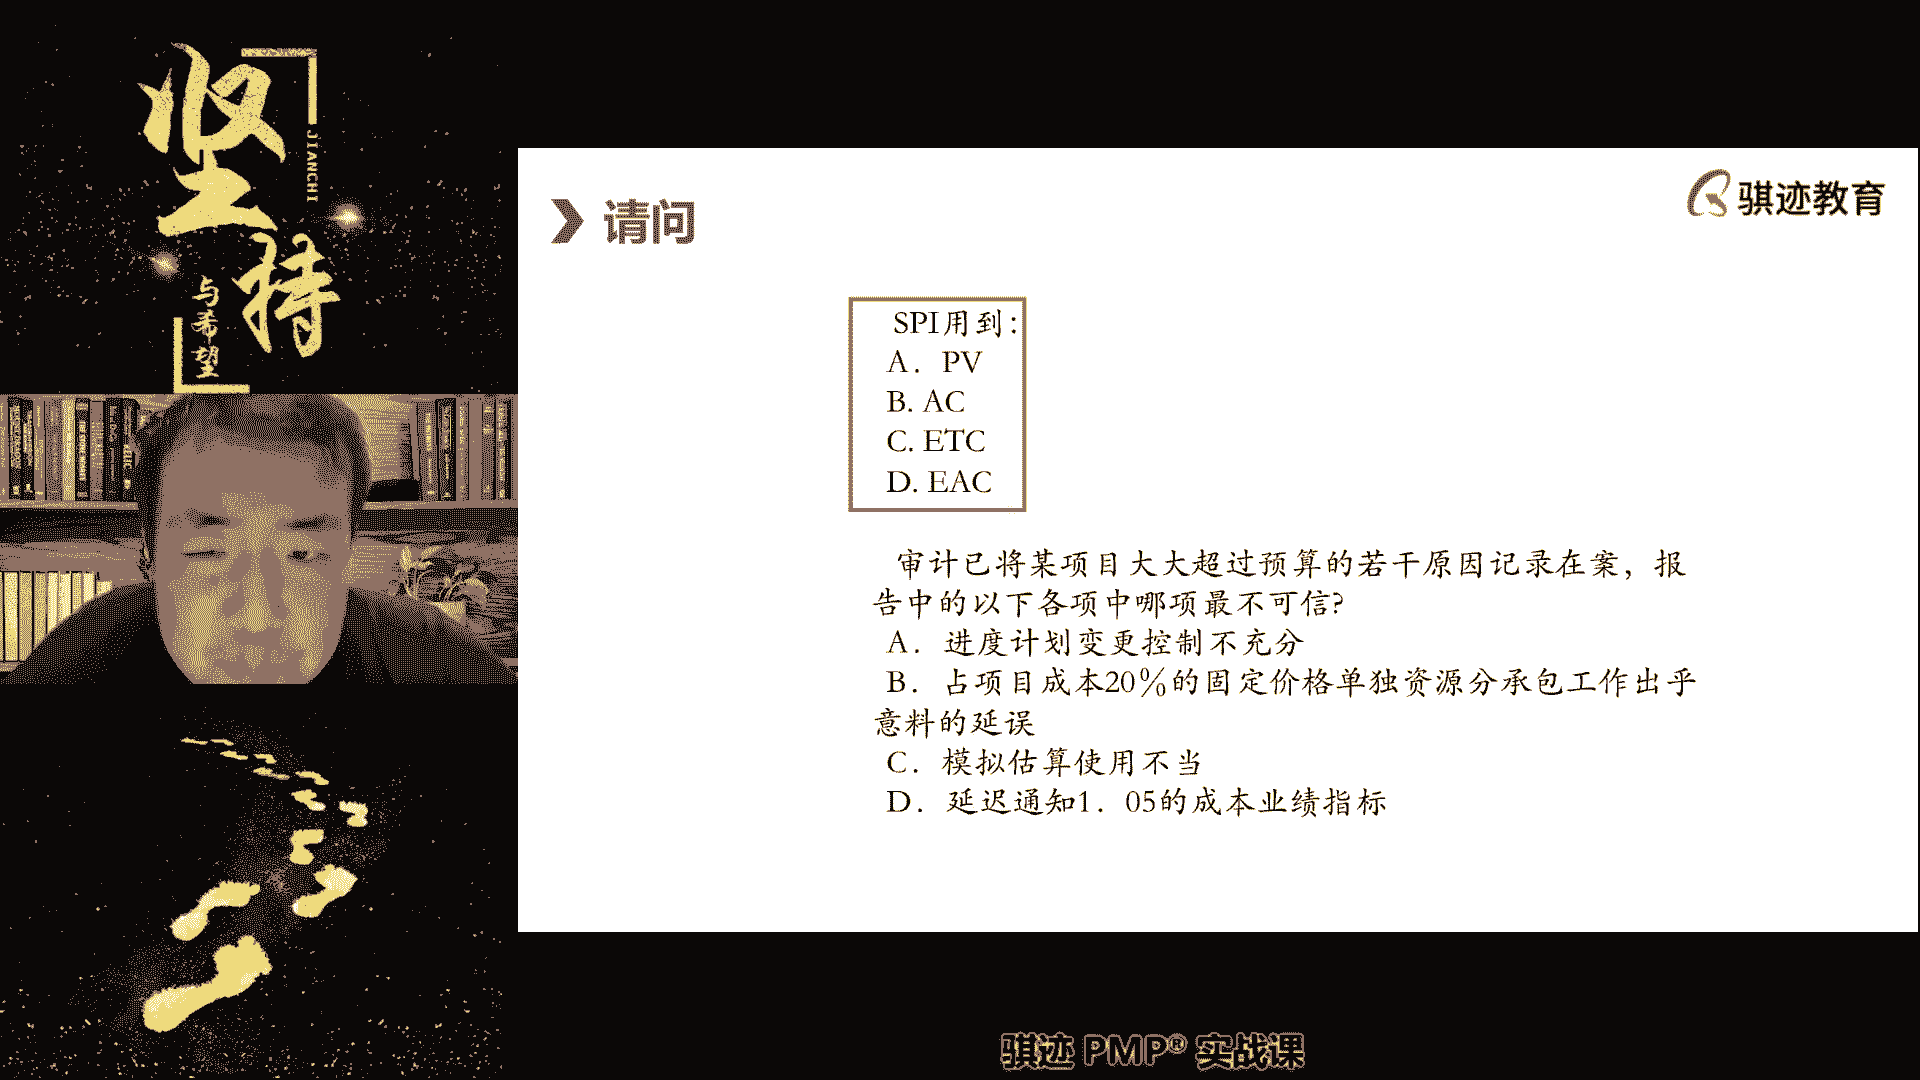 坚持
JIANCHI
与希望
骐迹教育
请问
SPI用到：
A． PV
B. AC
C. ETC
D. EAC
审计已将某项目大大超过预算的若干原因记录在案，报
告中的以下各项中哪项最不可信?
A． 进度计划变更控制不充分
B． 占项目成本20%的固定价格单独资源分承包工作出乎
意料的延误
C．模拟估算使用不当
D．延迟通知1．05的成本业绩指标
骐迹 PMP® 实战课